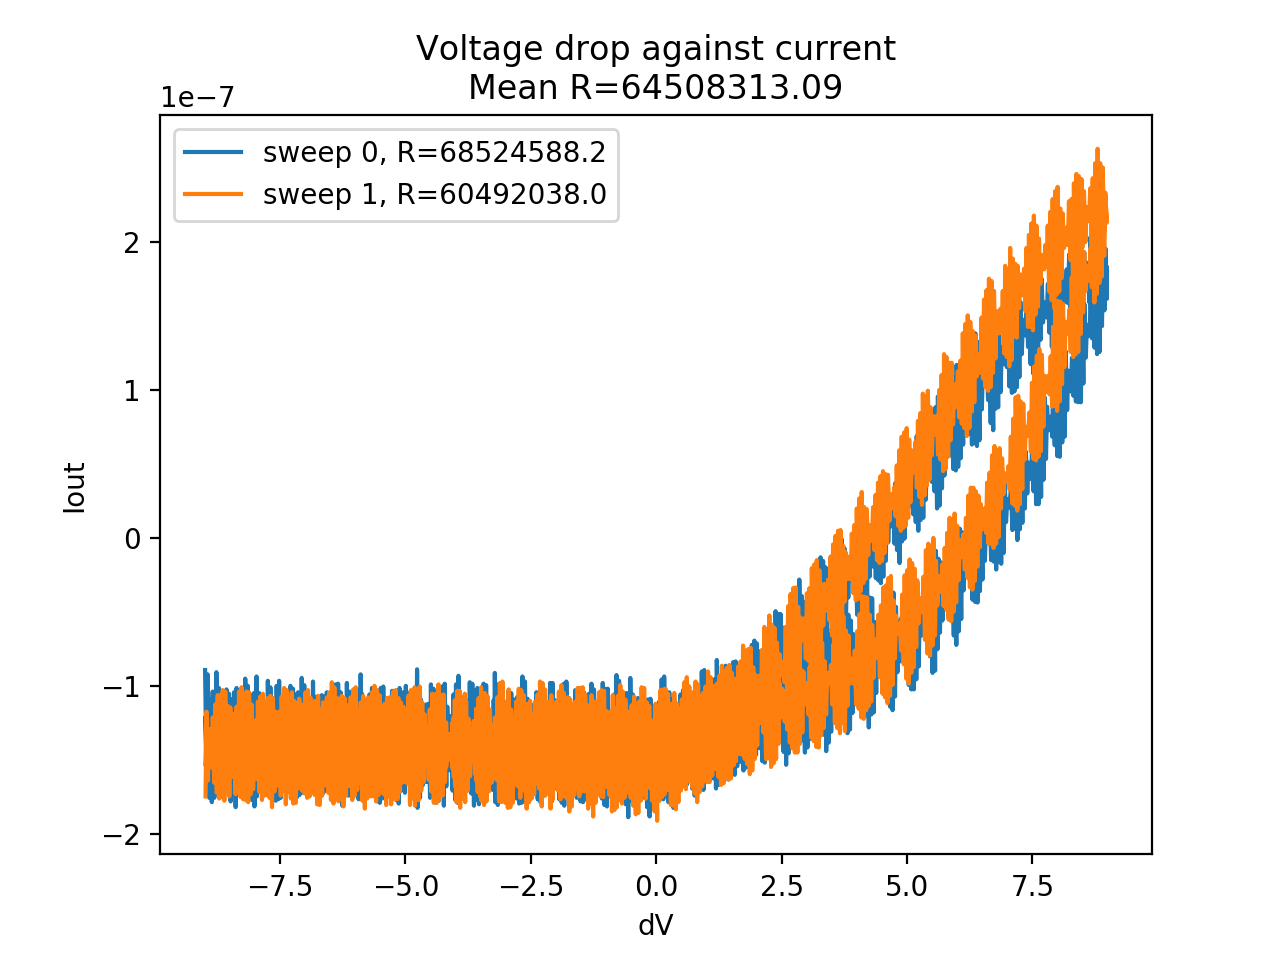 Voltage drop against current
Mean R=64508313.09
1e−7
sweep 0, R=68524588.2
sweep 1, R=60492038.0
2
1
0
−1
−2
Iout
−7.5 −5.0 −2.5 0.0 2.5 5.0 7.5
dV